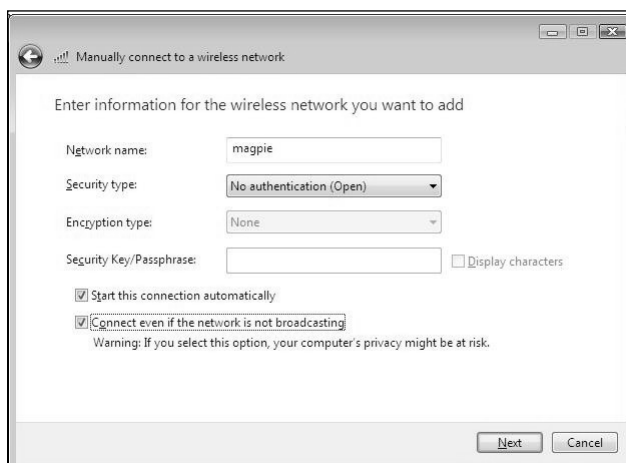 Manually connect to a wireless network
Enter information for the wireless network you want to add
Network name: magpie
Security type: No authentication (Open)
Encryption type: None
Security Key/Passphrase: Display characters
Start this connection automatically
Connect even if the network is not broadcasting
Warning: If you select this option, your computer's privacy might be at risk.
Next Cancel